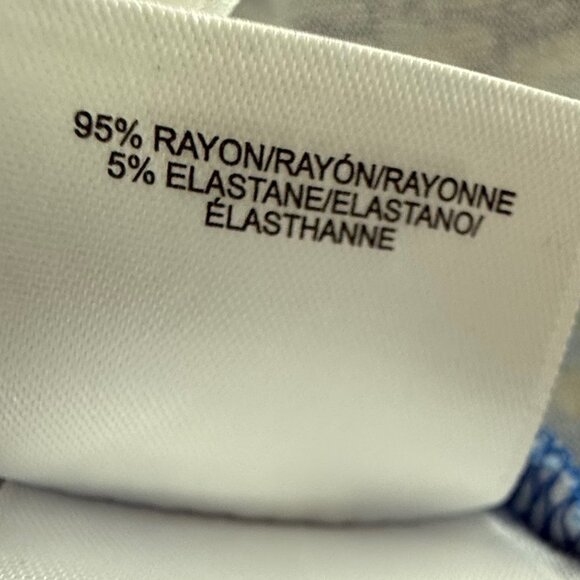 95% RAYON/RAYÓN/RAYONNE
5% ELASTANE/ELASTANO/
ÉLASTHANNE